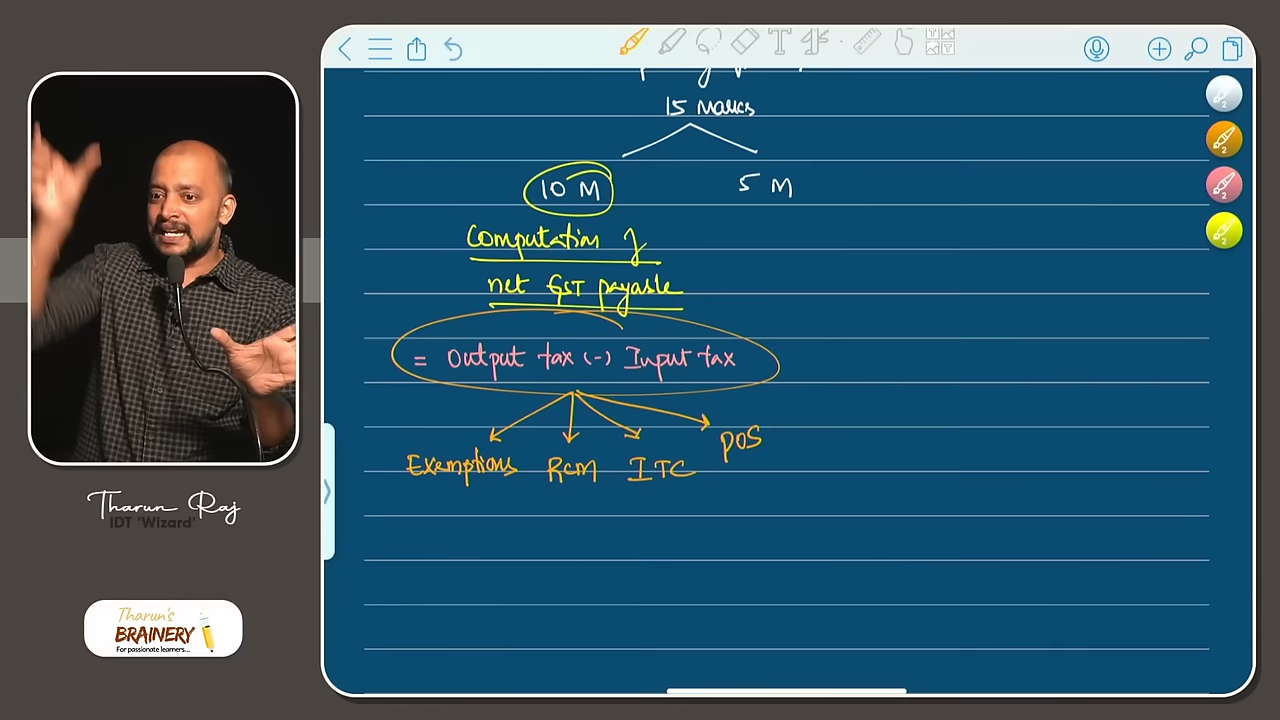 15 Marks
10 M
5 M
Computation of
net GST payable
= Output tax (-) Input tax
Exemptions RCM ITC POS
Tharun Raj
IDT 'Wizard'
Tharun's
BRAINERY
For passionate learners...